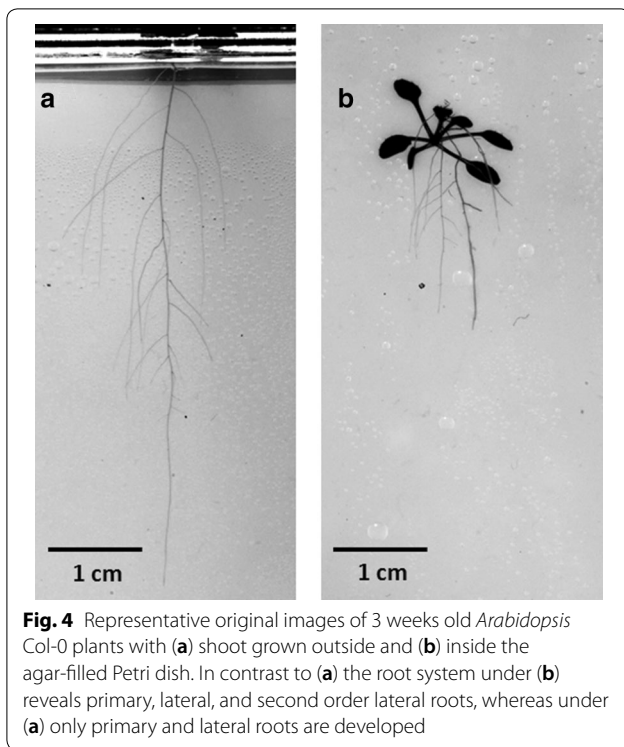 a
b
1 cm
1 cm
Fig. 4 Representative original images of 3 weeks old Arabidopsis
Col-0 plants with (a) shoot grown outside and (b) inside the
agar-filled Petri dish. In contrast to (a) the root system under (b)
reveals primary, lateral, and second order lateral roots, whereas under
(a) only primary and lateral roots are developed